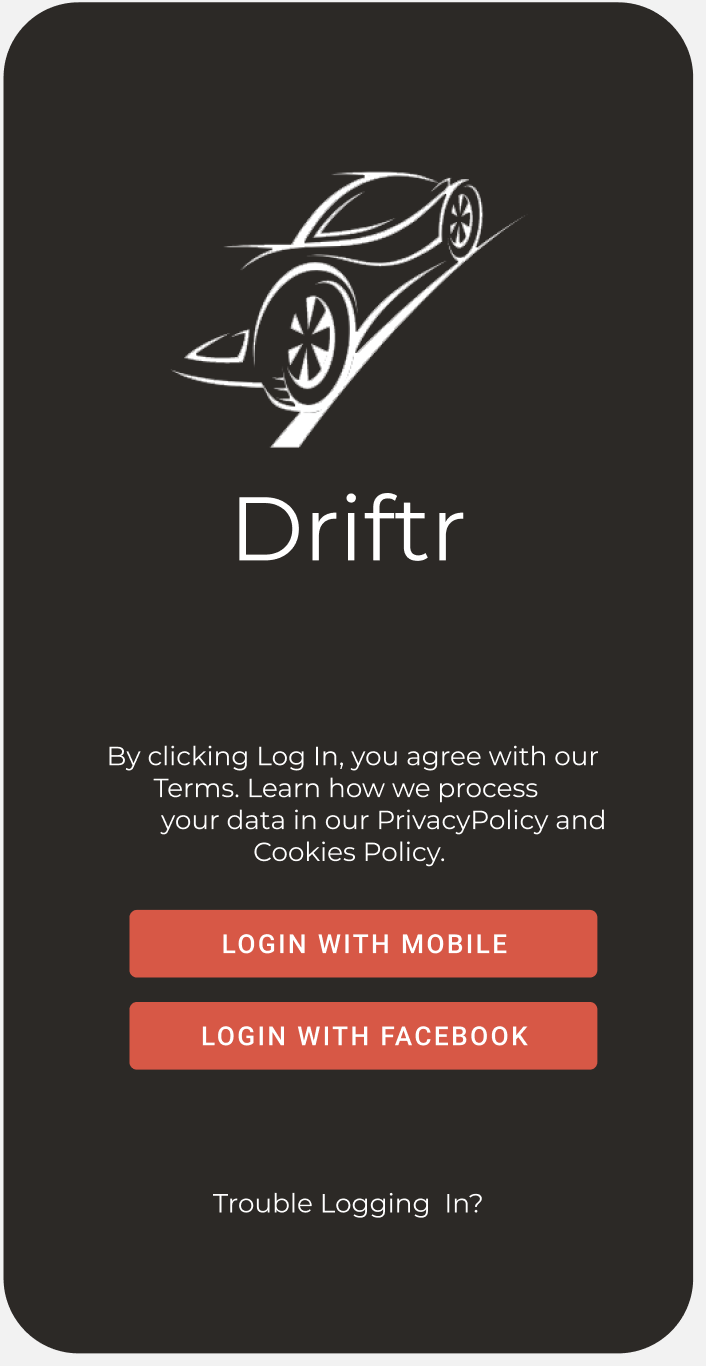 Driftr
By clicking Log In, you agree with our
Terms. Learn how we process
your data in our PrivacyPolicy and
Cookies Policy.
LOGIN WITH MOBILE
LOGIN WITH FACEBOOK
Trouble Logging  In?